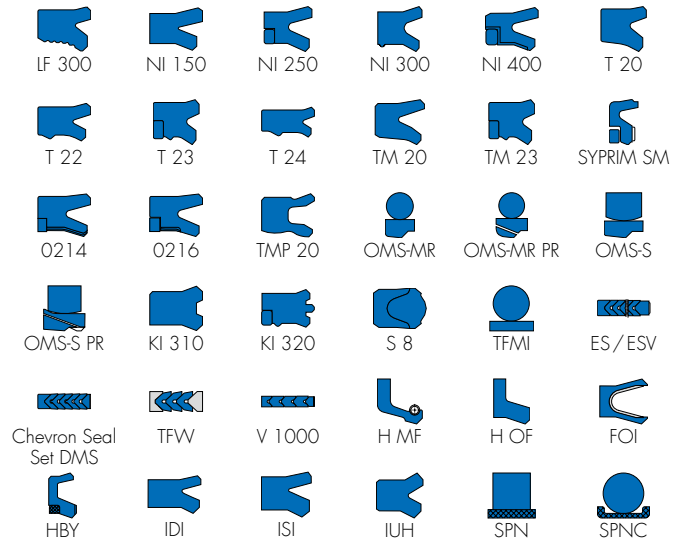 LF 300 NI 150 NI 250 NI 300 NI 400 T 20
T 22 T 23 T 24 TM 20 TM 23 SYPRIM SM
0214 0216 TMP 20 OMS-MR OMS-MR PR OMS-S
OMS-S PR KI 310 KI 320 S 8 TFMI ES/ESV
Chevron Seal TFW V 1000 H MF H OF FOI
Set DMS
HBY IDI ISI IUH SPN SPNC